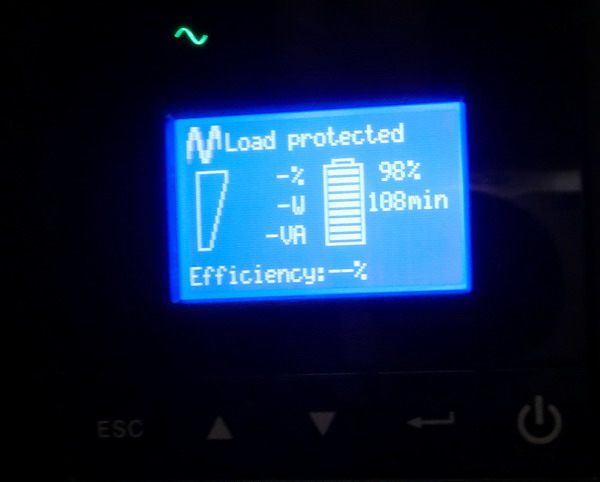 Load protected
-% 98%
-W 108min
-VA
Efficiency:--%
ESC